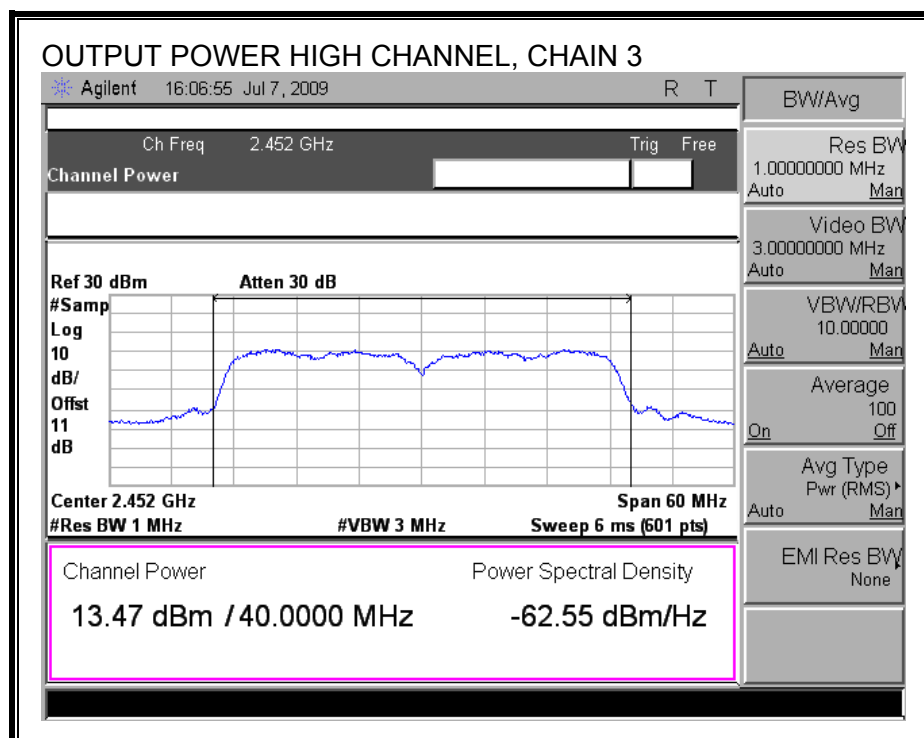 OUTPUT POWER HIGH CHANNEL, CHAIN 3
Agilent 16:06:55 Jul 7, 2009 R T
Ch Freq 2.452 GHz Trig Free
Channel Power
Ref 30 dBm Atten 30 dB
#Samp
Log
10
dB/
Offst
11
dB
Center 2.452 GHz Span 60 MHz
#Res BW 1 MHz #VBW 3 MHz Sweep 6 ms (601 pts)
Channel Power Power Spectral Density
13.47 dBm / 40.0000 MHz -62.55 dBm/Hz
BW/Avg
Res BW
1.00000000 MHz
Auto Man
Video BW
3.00000000 MHz
Auto Man
VBW/RBW
10.00000
Auto Man
Average
100
On Off
Avg Type
Pwr (RMS)
Auto Man
EMI Res BW
None